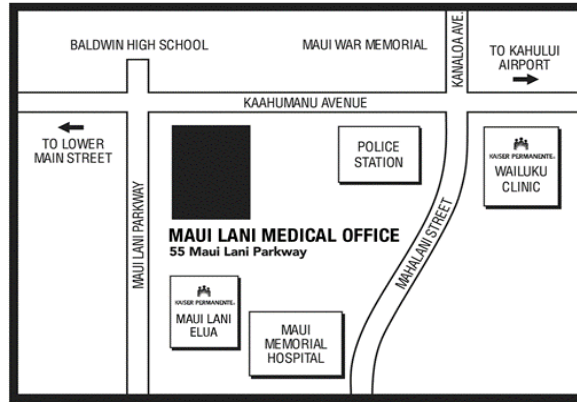 BALDWIN HIGH SCHOOL
MAUI WAR MEMORIAL
KANALOA AVE.
TO KAHULUI
AIRPORT
KAAHUMANU AVENUE
TO LOWER
MAIN STREET
POLICE
STATION
KAISER PERMANENTE®
WAILUKU
CLINIC
MAUI LANI PARKWAY
MAUI LANI MEDICAL OFFICE
55 Maui Lani Parkway
MAHALANI STREET
KAISER PERMANENTE®
MAUI LANI
ELUA
MAUI
MEMORIAL
HOSPITAL